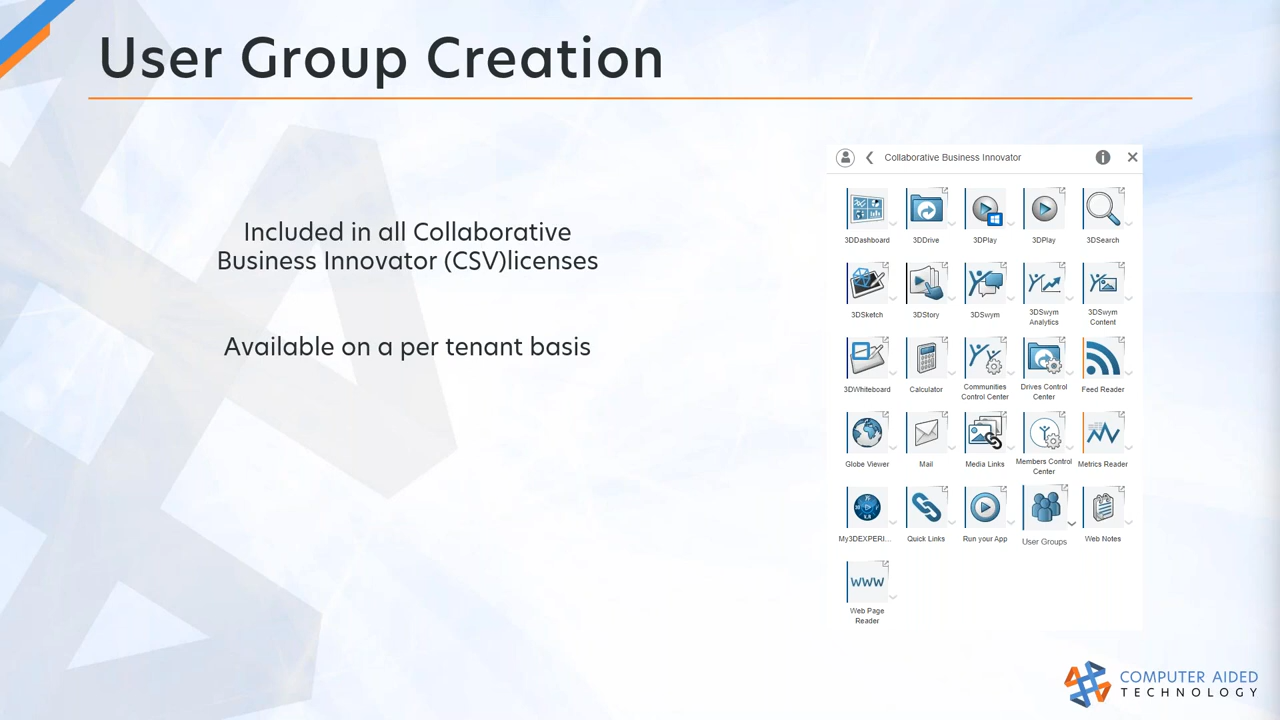 User Group Creation
Included in all Collaborative
Business Innovator (CSV)licenses
Available on a per tenant basis
Collaborative Business Innovator
3DDashboard
3DDrive
3DPlay
3DPlay
3DSearch
3DSketch
3DStory
3DSwym
3DSwym
Analytics
3DSwym
Content
3DWhiteboard
Calculator
Communities
Control Center
Drives Control
Center
Feed Reader
Globe Viewer
Mail
Media Links
Members Control
Center
Metrics Reader
My3DEXPERI...
Quick Links
Run your App
User Groups
Web Notes
www
Web Page
Reader
COMPUTER AIDED
TECHNOLOGY